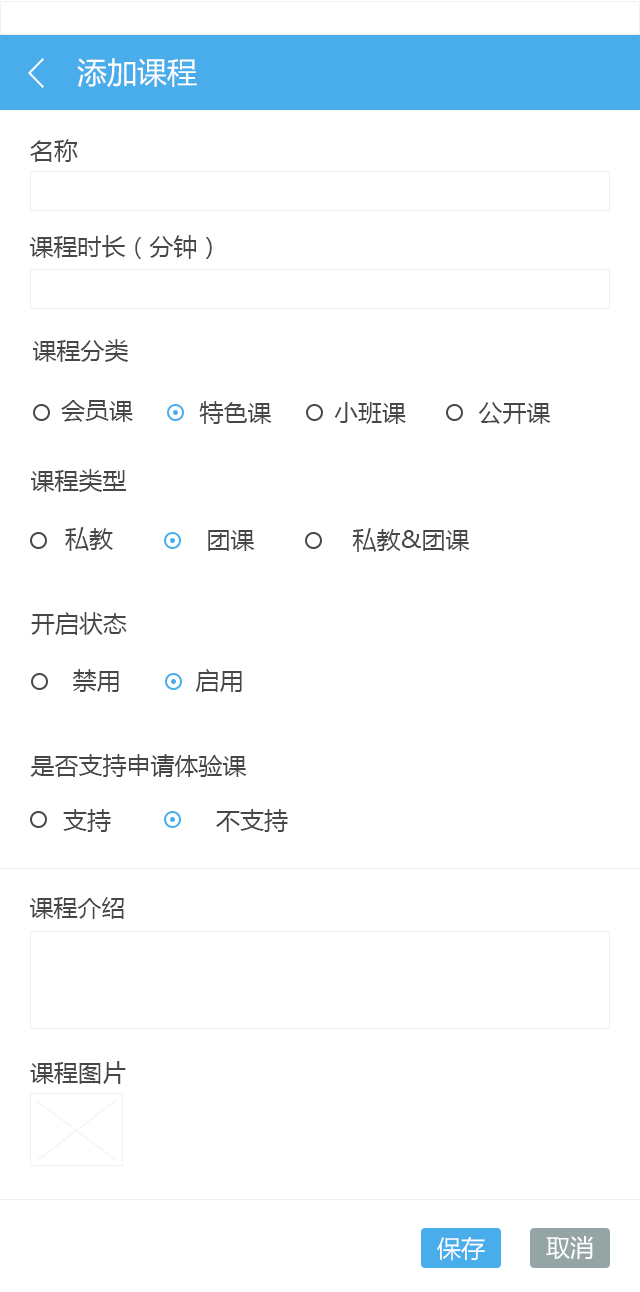 添加课程
名称
课程时长（分钟）
课程分类
会员课 特色课 小班课 公开课
课程类型
私教 团课 私教&团课
开启状态
禁用 启用
是否支持申请体验课
支持 不支持
课程介绍
课程图片
保存 取消